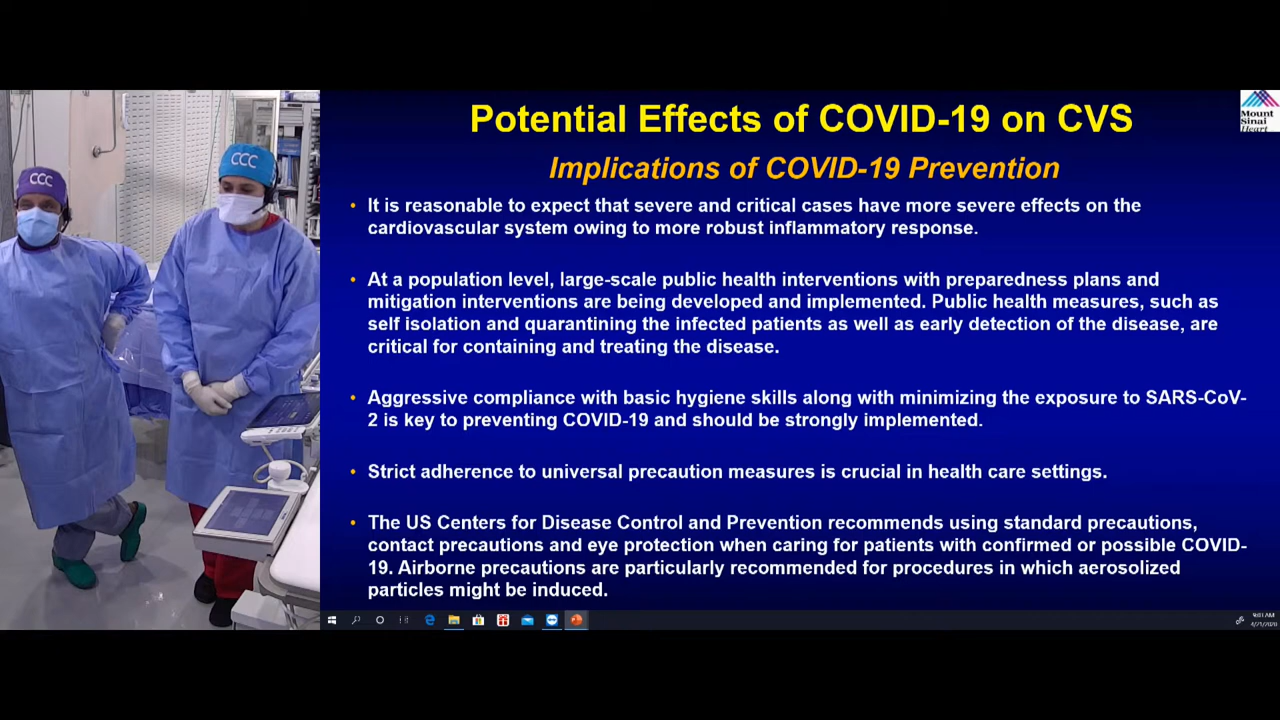 CCC
CCC
Potential Effects of COVID-19 on CVS
Mount
Sinai
Heart
Implications of COVID-19 Prevention
• It is reasonable to expect that severe and critical cases have more severe effects on the
cardiovascular system owing to more robust inflammatory response.
• At a population level, large-scale public health interventions with preparedness plans and
mitigation interventions are being developed and implemented. Public health measures, such as
self isolation and quarantining the infected patients as well as early detection of the disease, are
critical for containing and treating the disease.
• Aggressive compliance with basic hygiene skills along with minimizing the exposure to SARS-CoV-
2 is key to preventing COVID-19 and should be strongly implemented.
• Strict adherence to universal precaution measures is crucial in health care settings.
• The US Centers for Disease Control and Prevention recommends using standard precautions,
contact precautions and eye protection when caring for patients with confirmed or possible COVID-
19. Airborne precautions are particularly recommended for procedures in which aerosolized
particles might be induced.